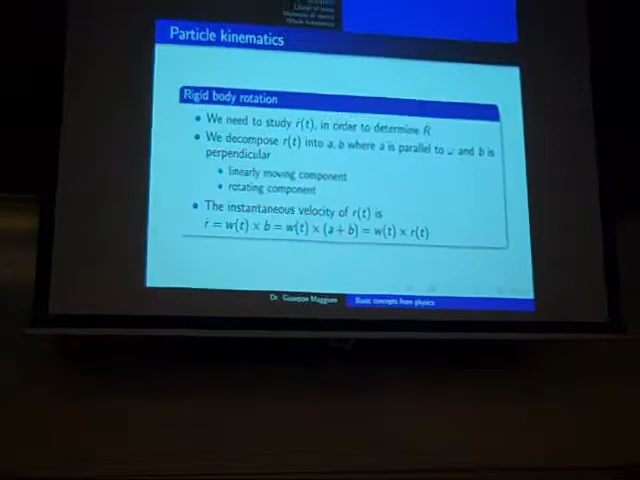 Particle kinematics
Rigid body rotation
• We need to study ṙ(t), in order to determine Ṙ
• We decompose r(t) into a, b where a is parallel to ω and b is
perpendicular
• linearly moving component
• rotating component
• The instantaneous velocity of r(t) is
ṙ = w(t) × b = w(t) × (a + b) = w(t) × r(t)
Dr. Giuseppe Maggiore
Basic concepts from physics